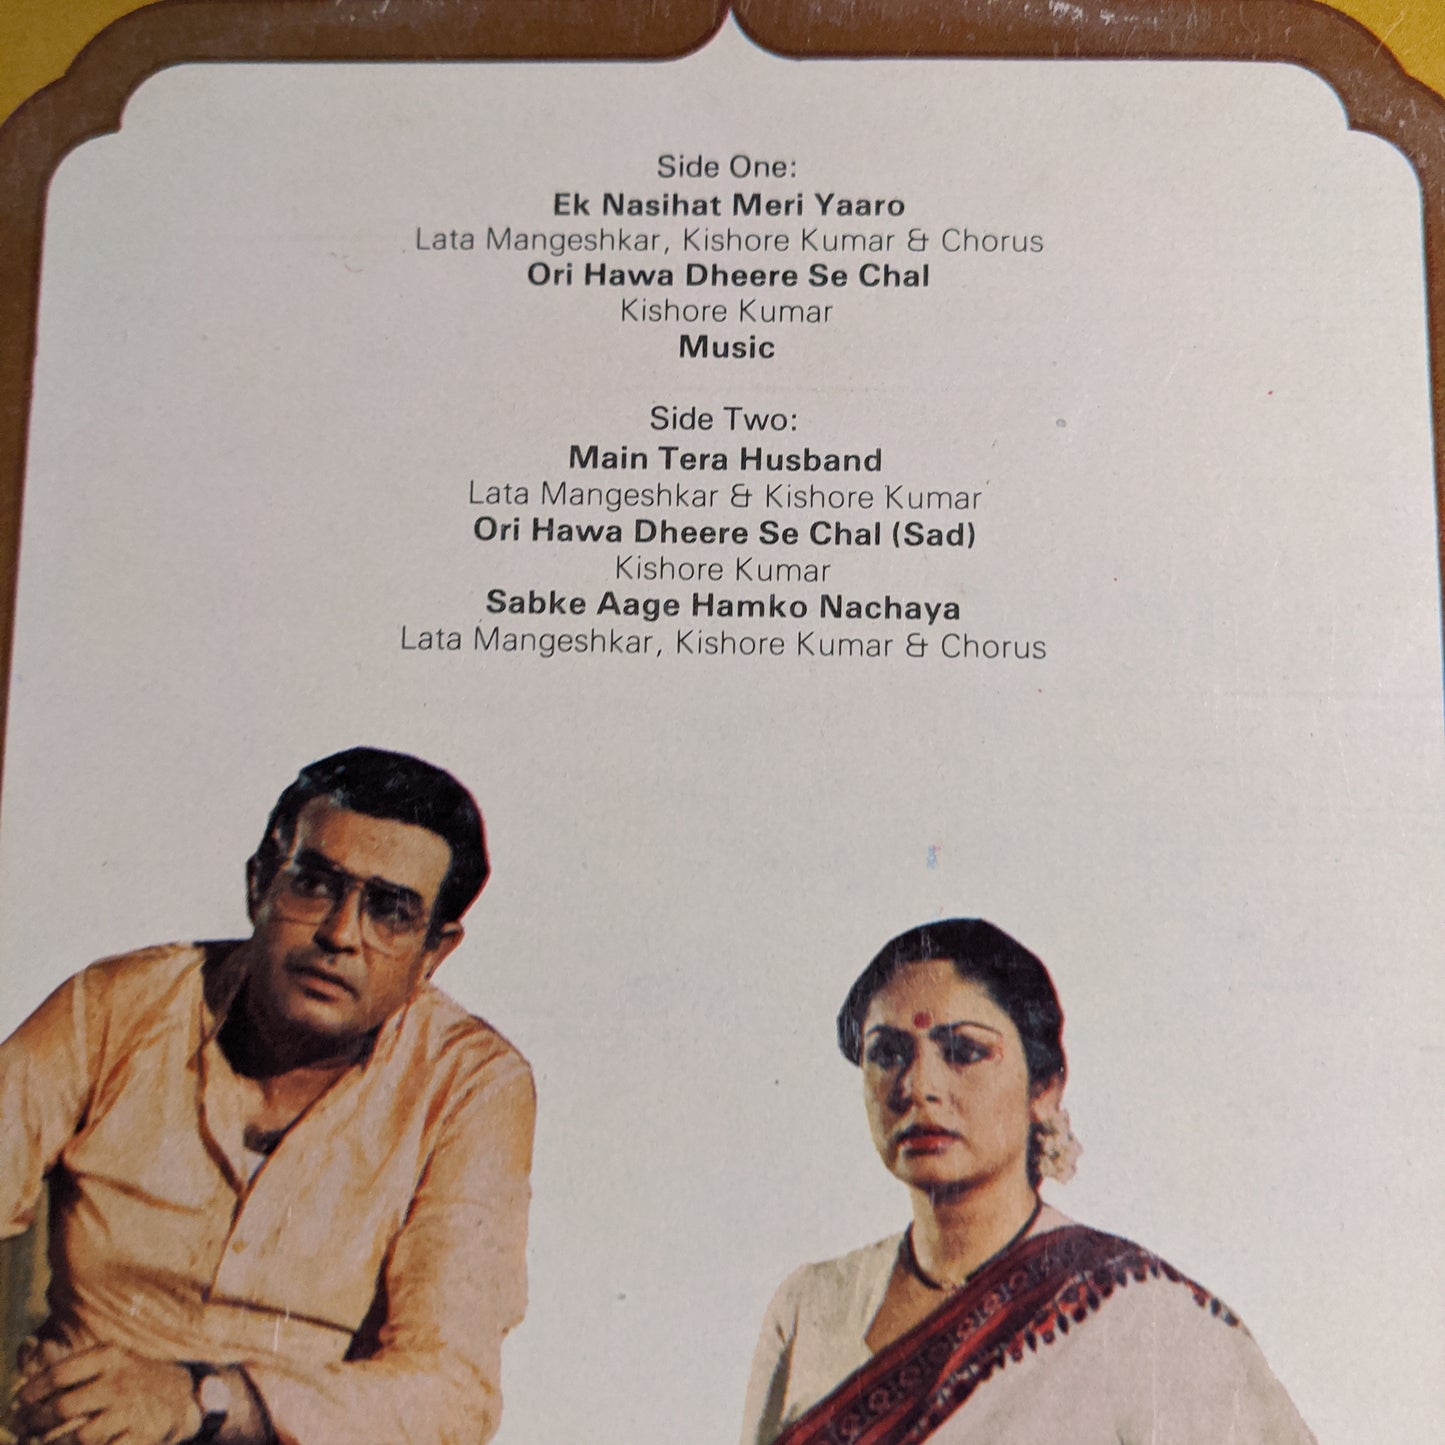 Side One:
Ek Nasihat Meri Yaaro
Lata Mangeshkar, Kishore Kumar & Chorus
Ori Hawa Dheere Se Chal
Kishore Kumar
Music
Side Two:
Main Tera Husband
Lata Mangeshkar & Kishore Kumar
Ori Hawa Dheere Se Chal (Sad)
Kishore Kumar
Sabke Aage Hamko Nachaya
Lata Mangeshkar, Kishore Kumar & Chorus